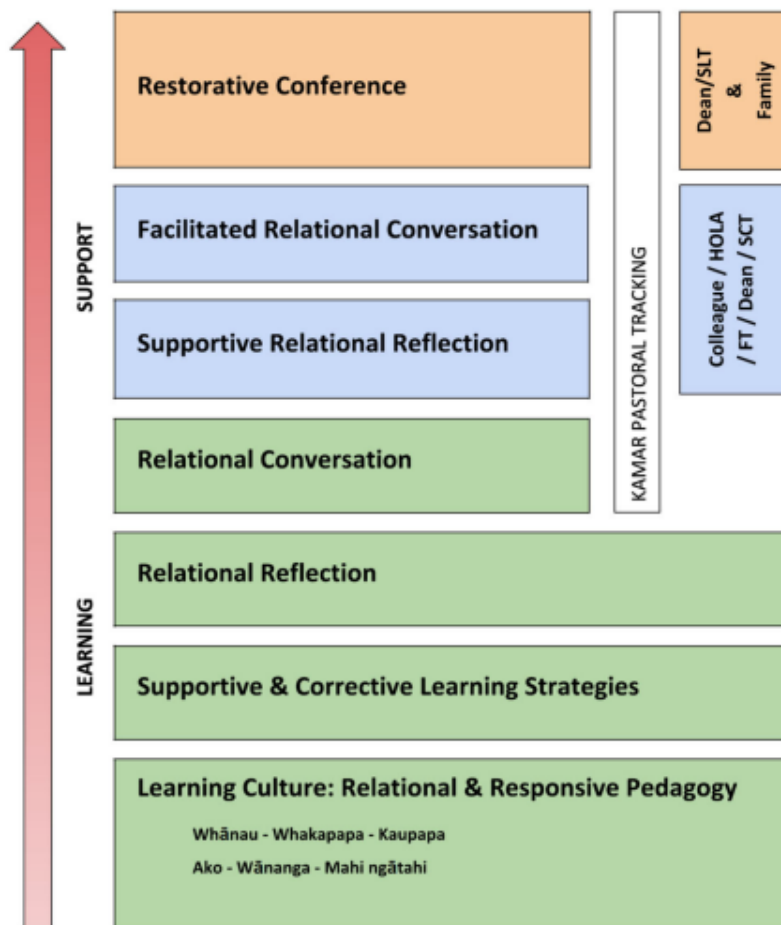 Restorative Conference
Facilitated Relational Conversation
Supportive Relational Reflection
Relational Conversation
Relational Reflection
Supportive & Corrective Learning Strategies
Learning Culture: Relational & Responsive Pedagogy
Whānau - Whakapapa - Kaupapa
Ako - Wānanga - Mahi ngātahi
SUPPORT
LEARNING
KAMAR PASTORAL TRACKING
Dean/SLT
&
Family
Colleague / HOLA
/ FT / Dean / SCT